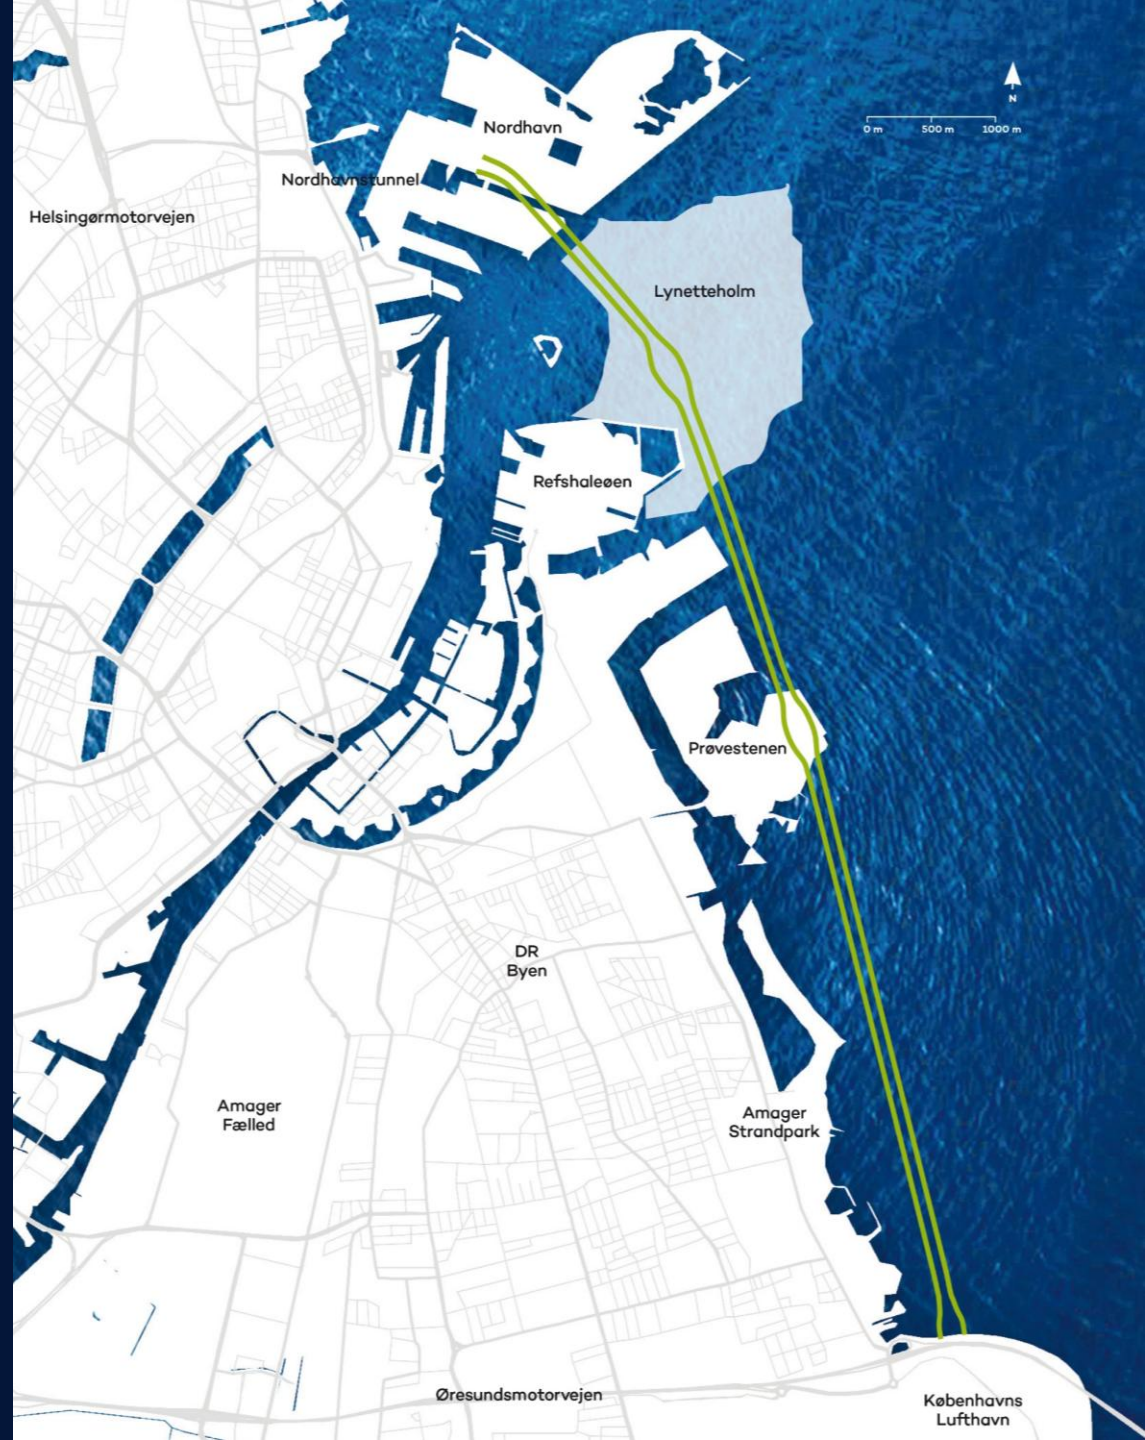 N
0 m 500 m 1000 m
Nordhavn
Nordhavnstunnel
Helsingørmotorvejen
Lynetteholm
Refshaleøen
Prøvestenen
DR
Byen
Amager
Fælled
Amager
Strandpark
Øresundsmotorvejen
Københavns
Lufthavn